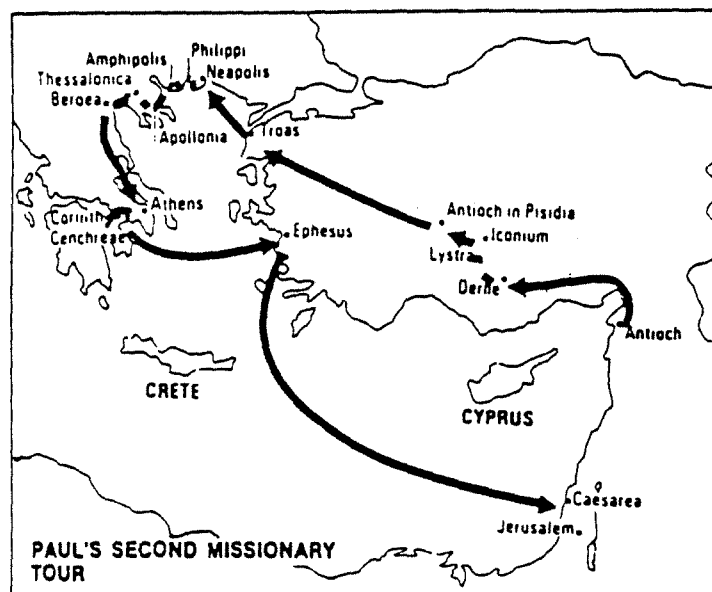 Philippi
Amphipolis
Neapolis
Thessalonica
Beroea
Apollonia
Troas
Athens
Corinth
Cenchreae
Ephesus
Antioch in Pisidia
Iconium
Lystra
Derbe
Antioch
CRETE
CYPRUS
Caesarea
Jerusalem
PAUL'S SECOND MISSIONARY
TOUR